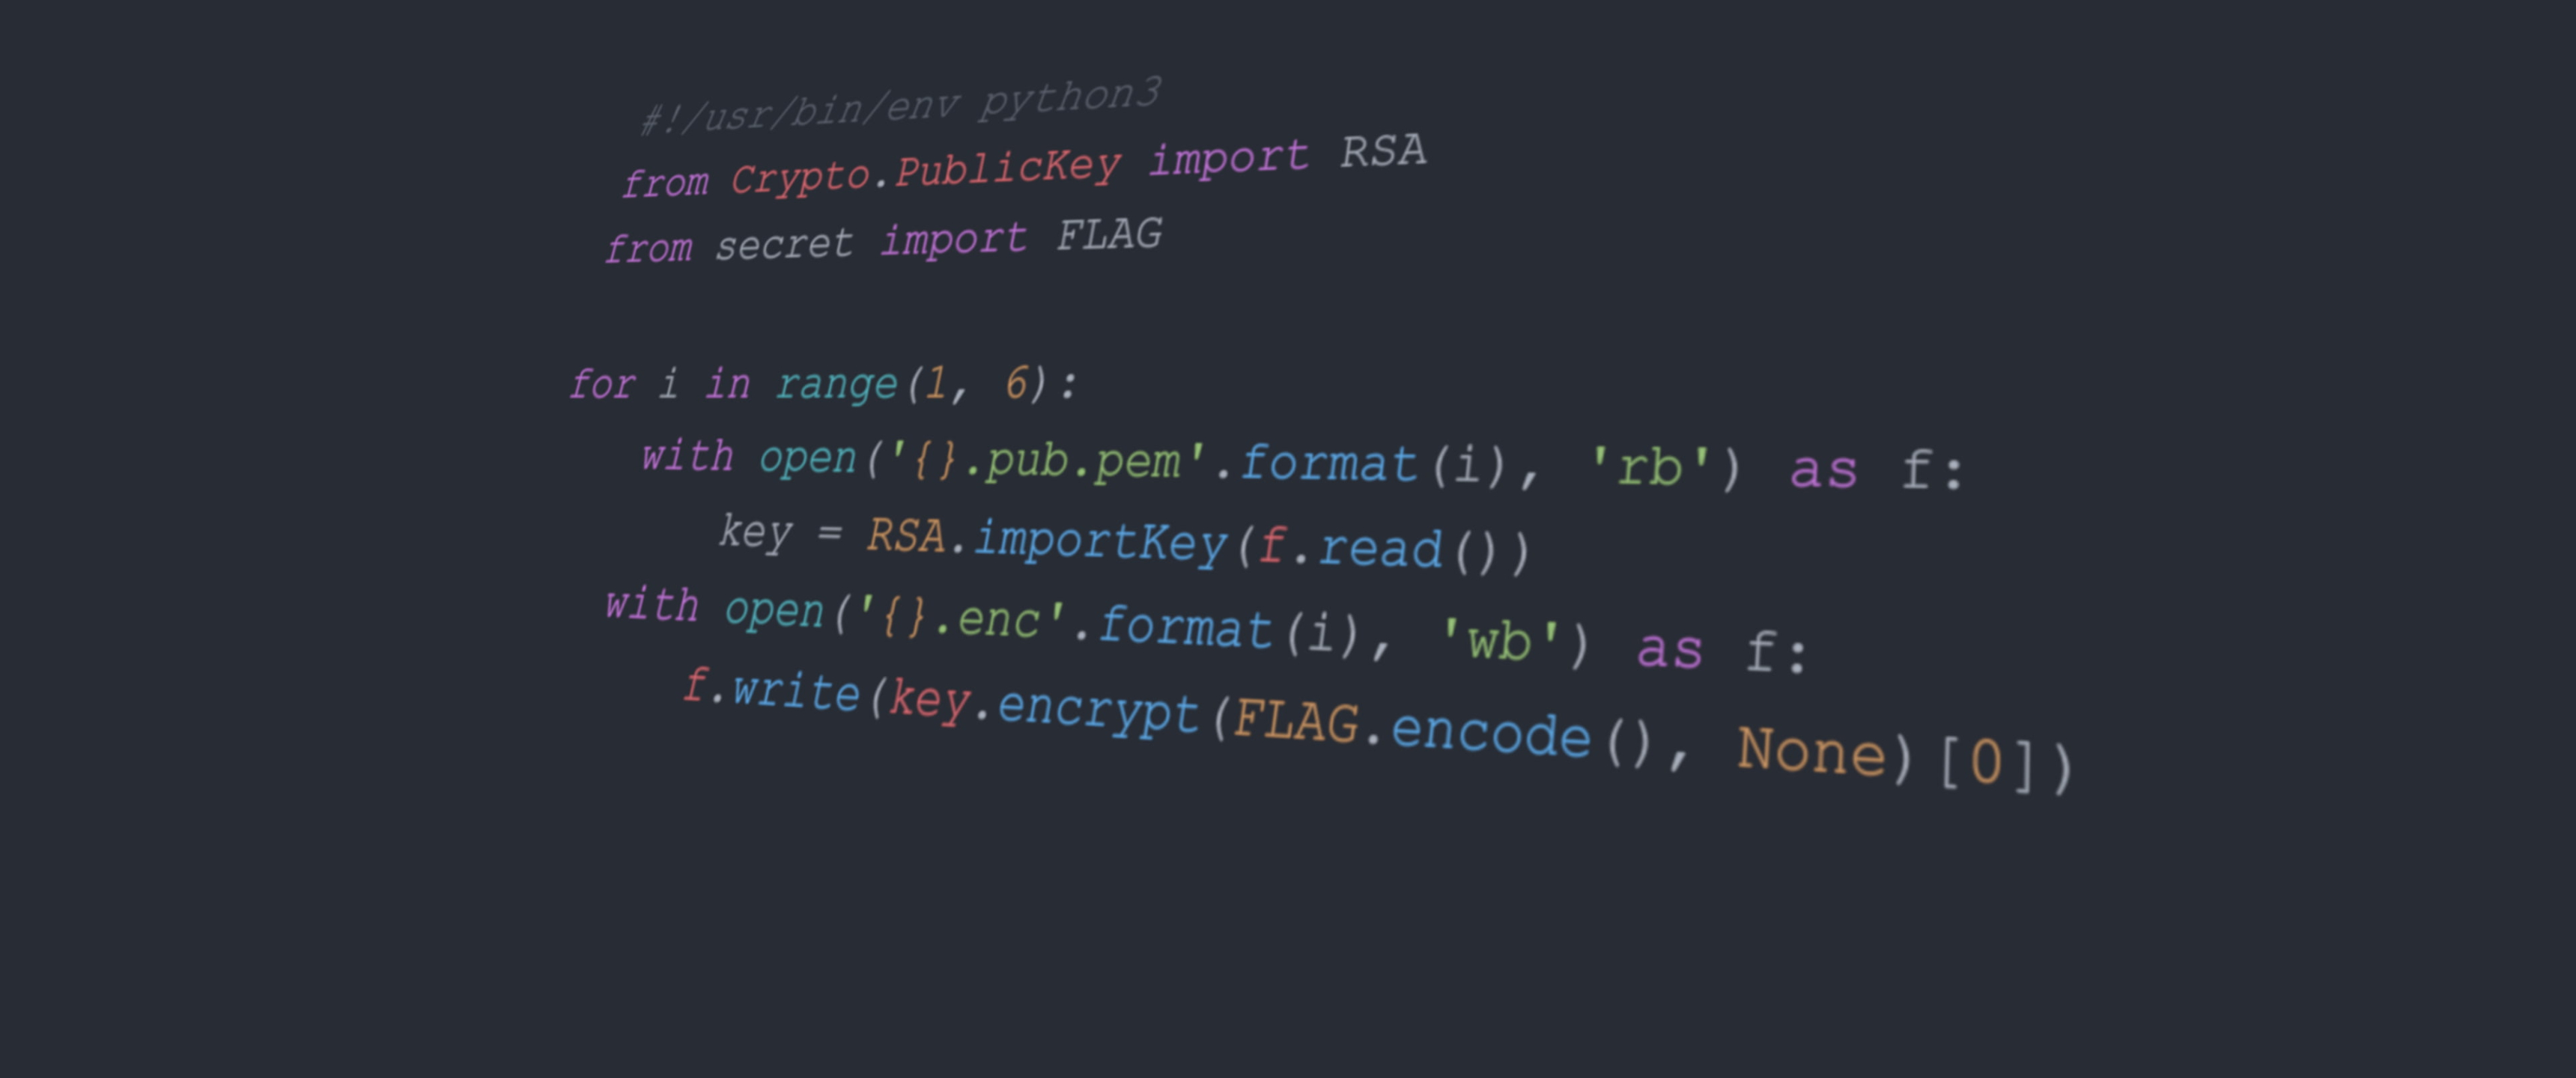 #!/usr/bin/env python3
from Crypto.PublicKey import RSA
from secret import FLAG

for i in range(1, 6):
    with open('{}.pub.pem'.format(i), 'rb') as f:
        key = RSA.importKey(f.read())
    with open('{}.enc'.format(i), 'wb') as f:
        f.write(key.encrypt(FLAG.encode(), None)[0])